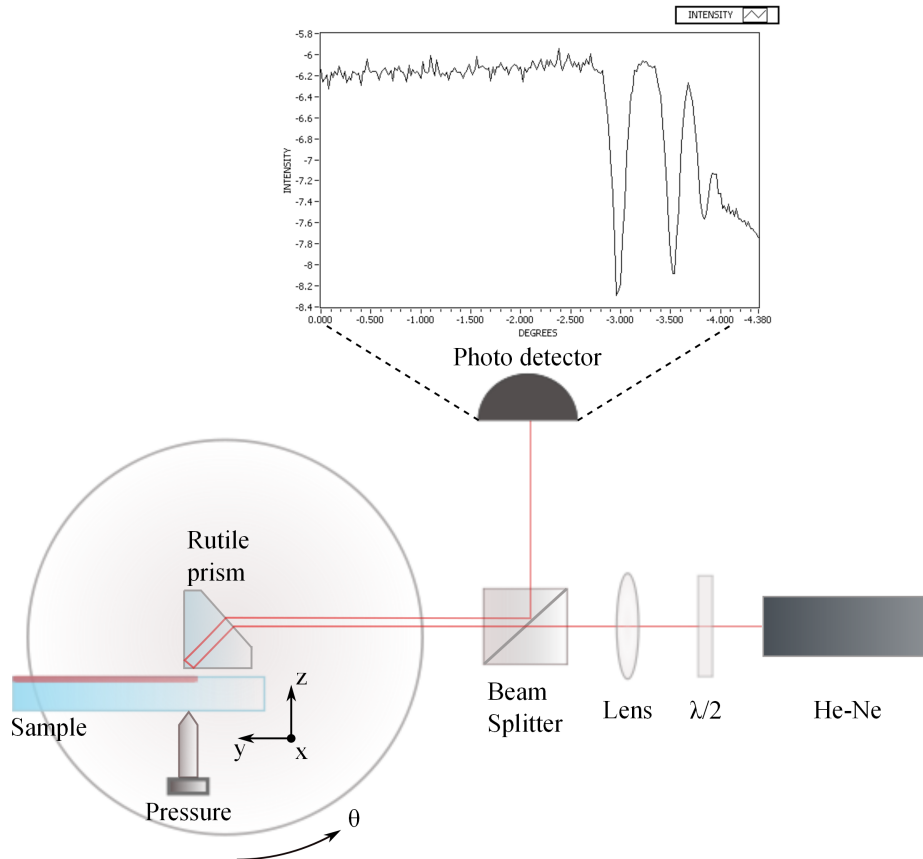 INTENSITY
-5.8
-6
-6.2
-6.4
-6.6
-6.8
-7
-7.2
-7.4
-7.6
-7.8
-8
-8.2
-8.4
INTENSITY
0.000 -0.500 -1.000 -1.500 -2.000 -2.500 -3.000 -3.500 -4.000 -4.380
DEGREES
Photo detector
Rutile
prism
Beam
Splitter
Lens
λ/2
He-Ne
Sample
z
y
x
Pressure
θ